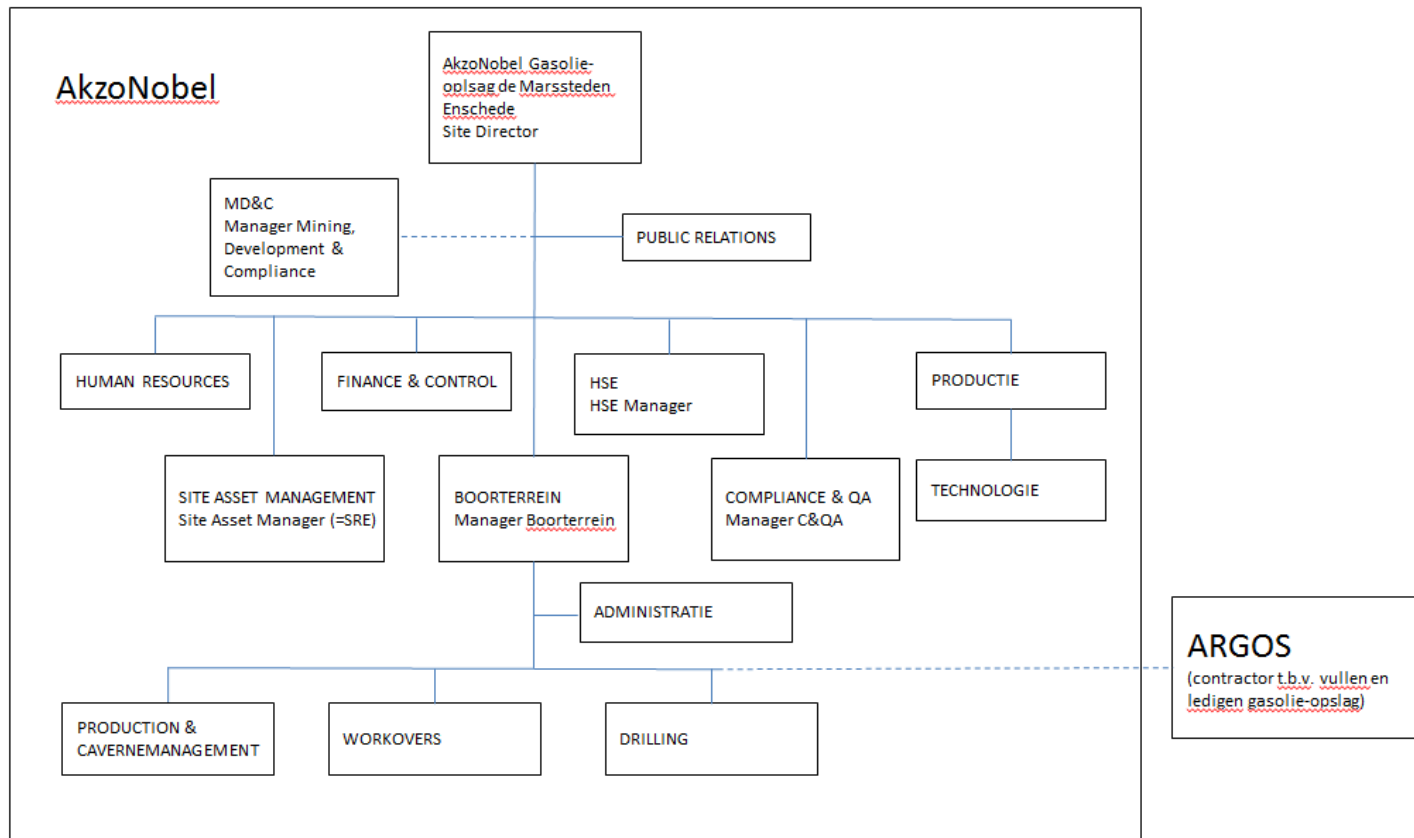 AkzoNobel
AkzoNobel Gasolie-
oplsag de Marssteden
Enschede
Site Director
MD&C
Manager Mining,
Development &
Compliance
PUBLIC RELATIONS
HUMAN RESOURCES
FINANCE & CONTROL
HSE
HSE Manager
PRODUCTIE
SITE ASSET MANAGEMENT
Site Asset Manager (=SRE)
BOORTERREIN
Manager Boorterrein
COMPLIANCE & QA
Manager C&QA
TECHNOLOGIE
ADMINISTRATIE
ARGOS
(contractor t.b.v. vullen en
ledigen gasolie-opslag)
PRODUCTION &
CAVERNEMANAGEMENT
WORKOVERS
DRILLING